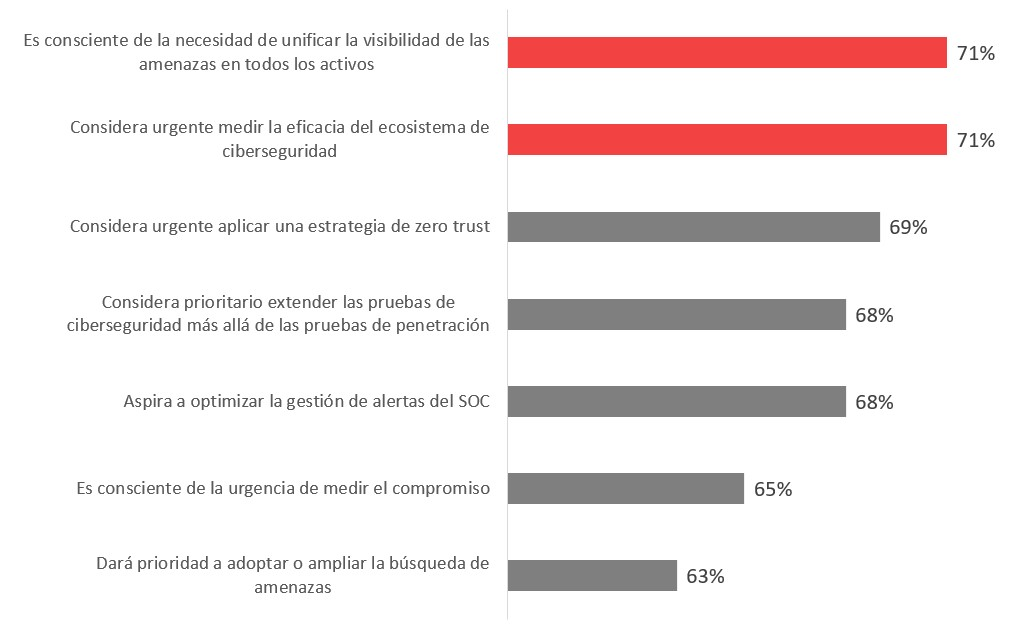 Es consciente de la necesidad de unificar la visibilidad de las
amenazas en todos los activos
71%
Considera urgente medir la eficacia del ecosistema de
ciberseguridad
71%
Considera urgente aplicar una estrategia de zero trust
69%
Considera prioritario extender las pruebas de
ciberseguridad más allá de las pruebas de penetración
68%
Aspira a optimizar la gestión de alertas del SOC
68%
Es consciente de la urgencia de medir el compromiso
65%
Dará prioridad a adoptar o ampliar la búsqueda de
amenazas
63%